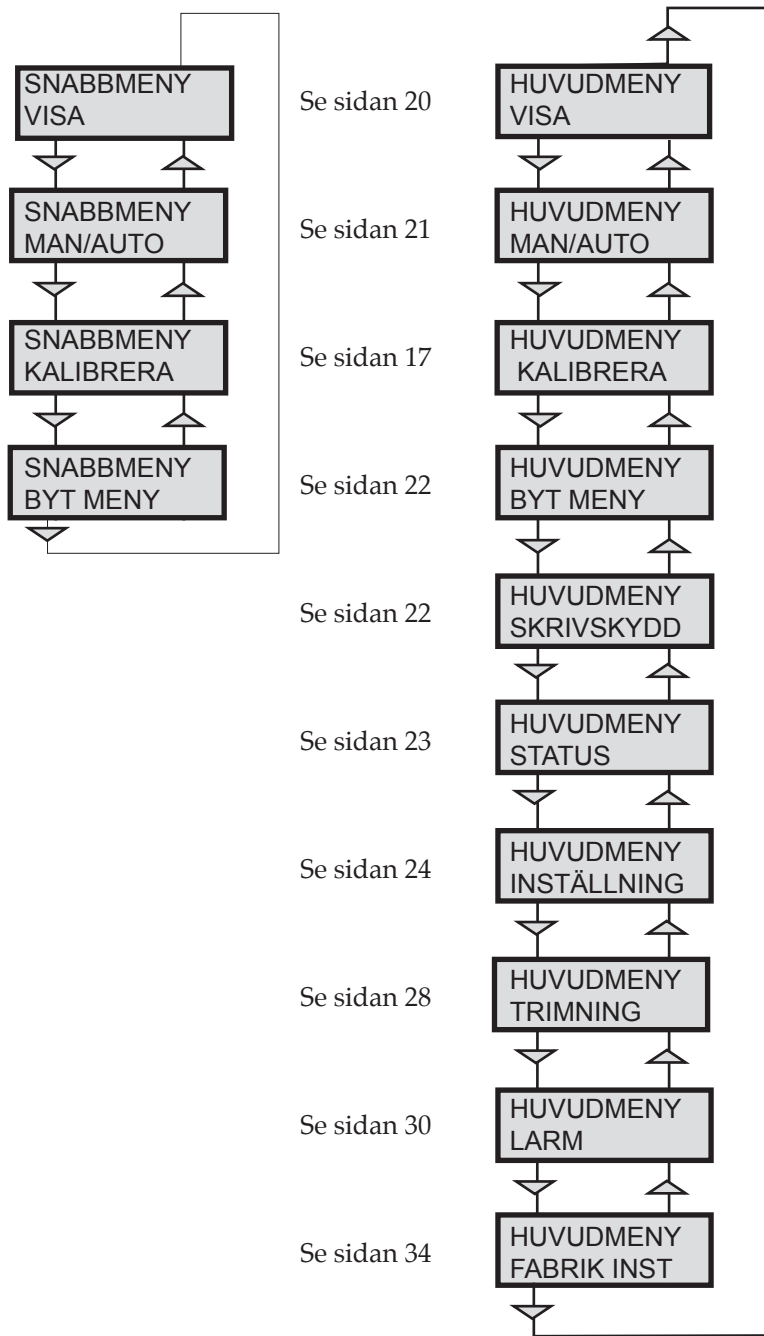 SNABBMENY
VISA
Se sidan 20
HUVUDMENY
VISA
SNABBMENY
MAN/AUTO
Se sidan 21
HUVUDMENY
MAN/AUTO
SNABBMENY
KALIBRERA
Se sidan 17
HUVUDMENY
KALIBRERA
SNABBMENY
BYT MENY
Se sidan 22
HUVUDMENY
BYT MENY
Se sidan 22
HUVUDMENY
SKRIVSKYDD
Se sidan 23
HUVUDMENY
STATUS
Se sidan 24
HUVUDMENY
INSTÄLLNING
Se sidan 28
HUVUDMENY
TRIMNING
Se sidan 30
HUVUDMENY
LARM
Se sidan 34
HUVUDMENY
FABRIK INST